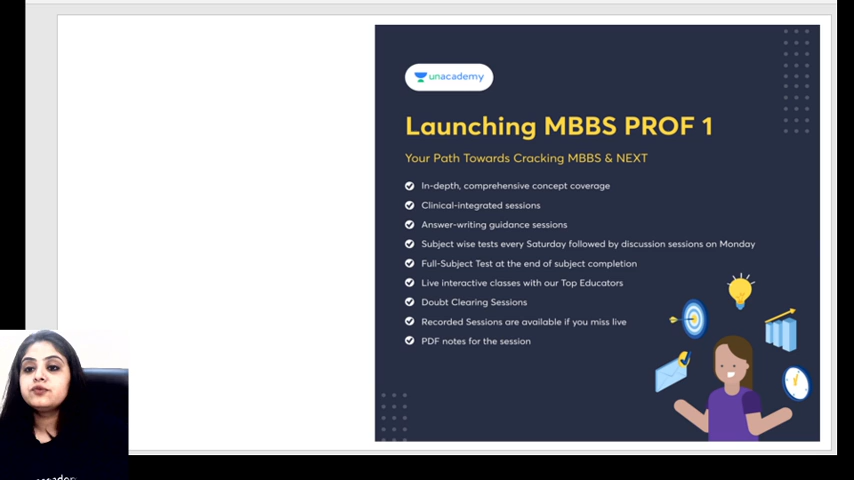 unacademy
Launching MBBS PROF 1
Your Path Towards Cracking MBBS & NEXT
In-depth, comprehensive concept coverage
Clinical-integrated sessions
Answer-writing guidance sessions
Subject wise tests every Saturday followed by discussion sessions on Monday
Full-Subject Test at the end of subject completion
Live interactive classes with our Top Educators
Doubt Clearing Sessions
Recorded Sessions are available if you miss live
PDF notes for the session